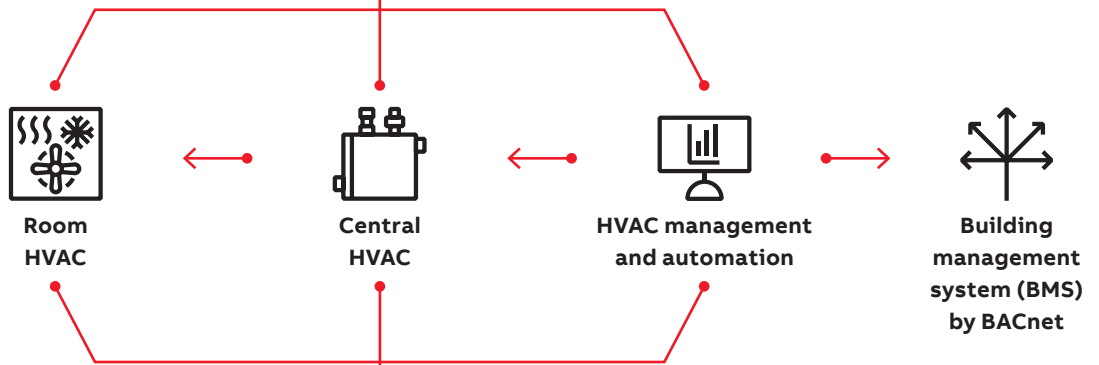 Room
HVAC
Central
HVAC
HVAC management
and automation
Building
management
system (BMS)
by BACnet